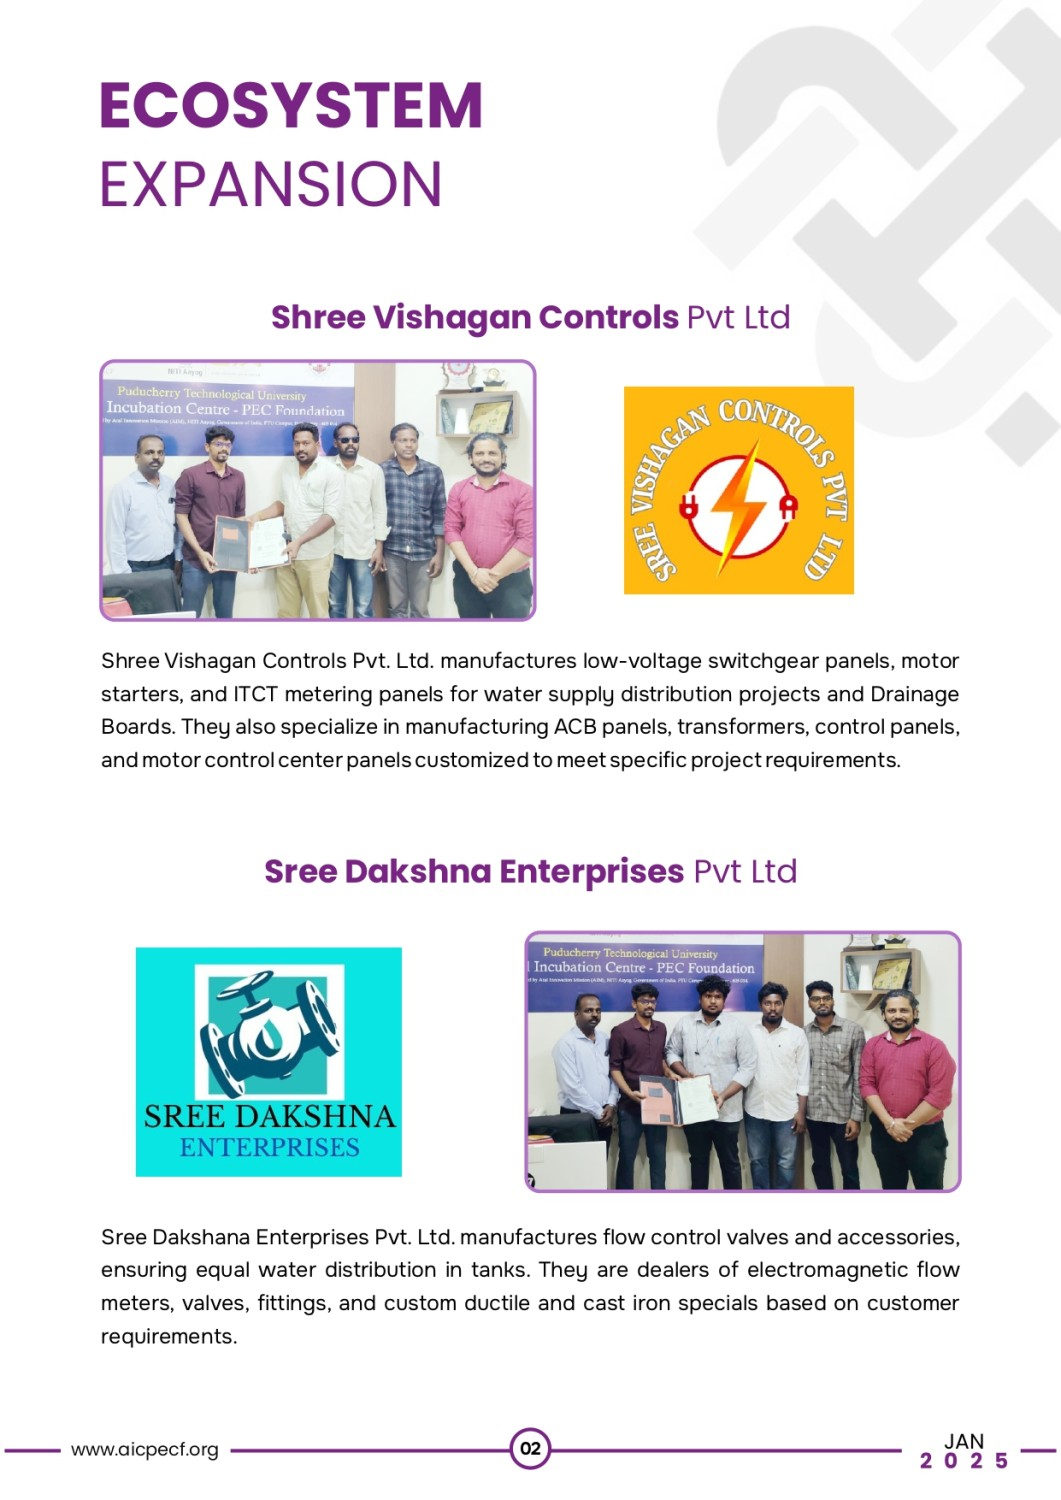 ECOSYSTEM
EXPANSION
Shree Vishagan Controls Pvt Ltd
NITI Aayog
Puducherry Technological University
Incubation Centre - PEC Foundation
SREE VISHAGAN CONTROLS PVT LTD
Shree Vishagan Controls Pvt. Ltd. manufactures low-voltage switchgear panels, motor
starters, and ITCT metering panels for water supply distribution projects and Drainage
Boards. They also specialize in manufacturing ACB panels, transformers, control panels,
and motor control center panels customized to meet specific project requirements.
Sree Dakshna Enterprises Pvt Ltd
SREE DAKSHNA
ENTERPRISES
Puducherry Technological University
Incubation Centre - PEC Foundation
Sree Dakshana Enterprises Pvt. Ltd. manufactures flow control valves and accessories,
ensuring equal water distribution in tanks. They are dealers of electromagnetic flow
meters, valves, fittings, and custom ductile and cast iron specials based on customer
requirements.
www.aicpecf.org
02
JAN
2025